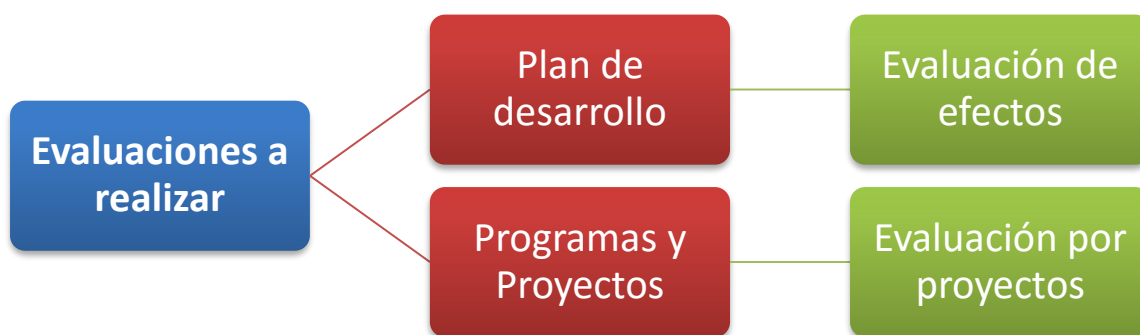 Evaluaciones a
realizar
Plan de
desarrollo
Evaluación de
efectos
Programas y
Proyectos
Evaluación por
proyectos